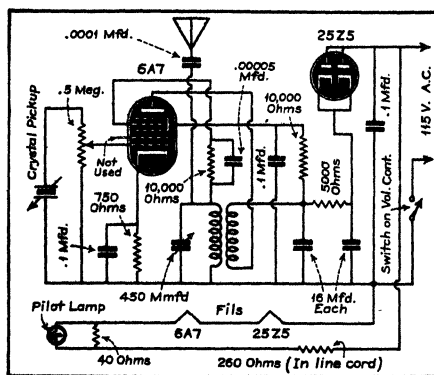 .0001 Mfd.
25Z5
6A7
.00005
Mfd.
.5 Meg.
10,000
Ohms
.1 Mfd.
115 V. A.C.
Crystal Pickup
Not
Used
10,000
Ohms
.1 Mfd.
5000
Ohms
750
Ohms
Switch on Vol. Cont.
.1 Mfd.
450 Mmfd
16 Mfd.
Each
Pilot Lamp
Fils
6A7
25Z5
40 Ohms
260 Ohms (In line cord)